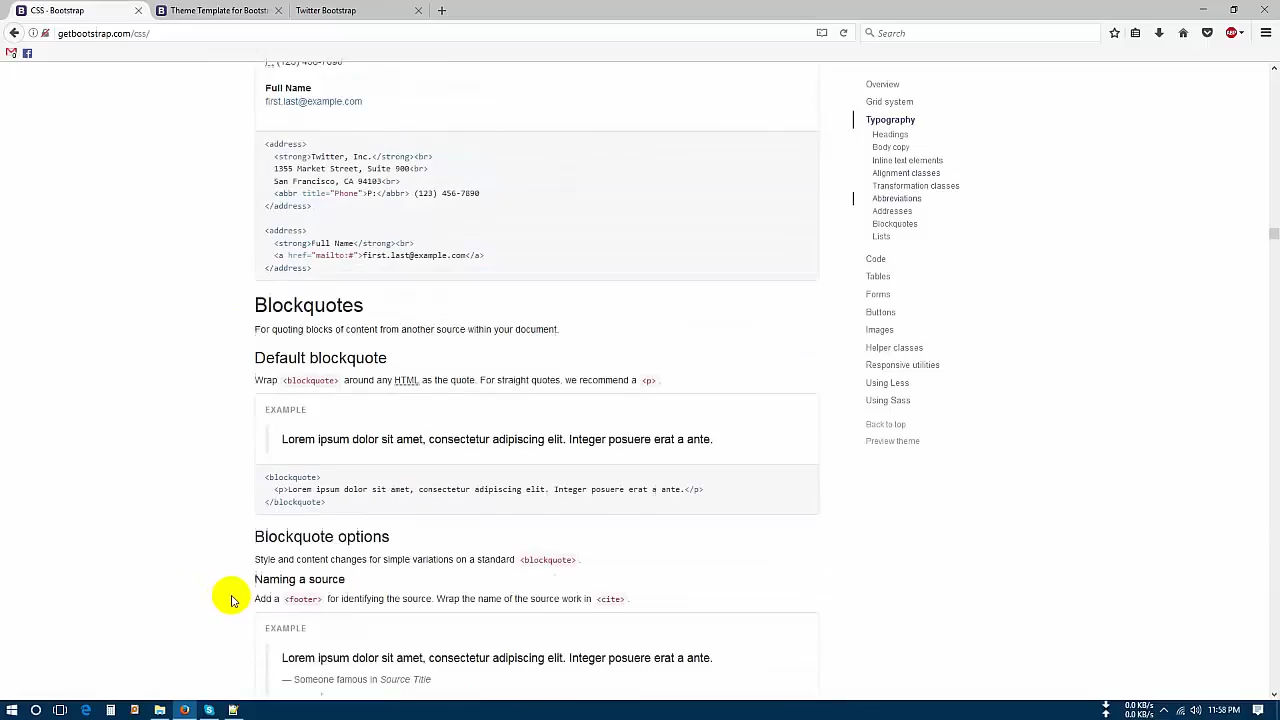 CSS · Bootstrap
Theme Template for Bootst
Twitter Bootstrap
getbootstrap.com/css/
Search
(123) 456-7890
Full Name
first.last@example.com
<address>
<strong>Twitter, Inc.</strong><br>
1355 Market Street, Suite 900<br>
San Francisco, CA 94103<br>
<abbr title="Phone">P:</abbr> (123) 456-7890
</address>
<address>
<strong>Full Name</strong><br>
<a href="mailto:#">first.last@example.com</a>
</address>
Blockquotes
For quoting blocks of content from another source within your document.
Default blockquote
Wrap <blockquote> around any HTML as the quote. For straight quotes, we recommend a <p>.
EXAMPLE
Lorem ipsum dolor sit amet, consectetur adipiscing elit. Integer posuere erat a ante.
<blockquote>
<p>Lorem ipsum dolor sit amet, consectetur adipiscing elit. Integer posuere erat a ante.</p>
</blockquote>
Blockquote options
Style and content changes for simple variations on a standard <blockquote>.
Naming a source
Add a <footer> for identifying the source. Wrap the name of the source work in <cite>.
EXAMPLE
Lorem ipsum dolor sit amet, consectetur adipiscing elit. Integer posuere erat a ante.
— Someone famous in Source Title
Overview
Grid system
Typography
Headings
Body copy
Inline text elements
Alignment classes
Transformation classes
Abbreviations
Addresses
Blockquotes
Lists
Code
Tables
Forms
Buttons
Images
Helper classes
Responsive utilities
Using Less
Using Sass
Back to top
Preview theme
0.0 KB/s
0.0 KB/s
11:58 PM